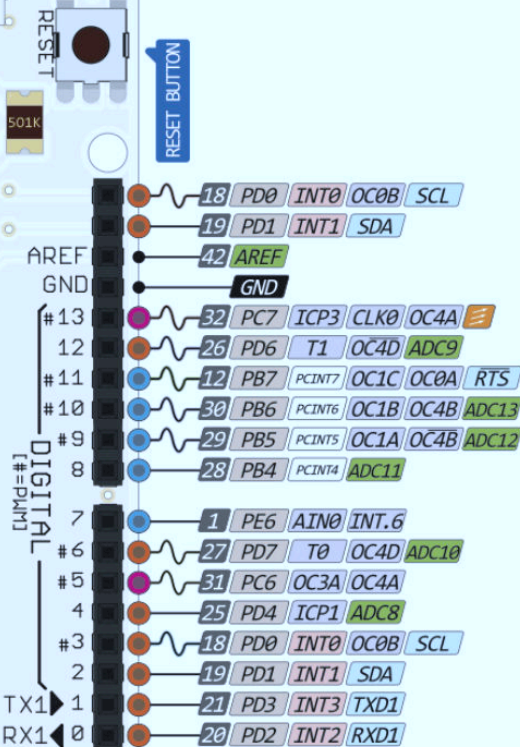 RESET
RESET BUTTON
501K
18 PD0 INT0 OC0B SCL
19 PD1 INT1 SDA
AREF 42 AREF
GND GND
#13 32 PC7 ICP3 CLK0 OC4A
12 26 PD6 T1 O̅C̅4̅D̅ ADC9
#11 12 PB7 PCINT7 OC1C OC0A R̅T̅S̅
#10 30 PB6 PCINT6 OC1B OC4B ADC13
#9 29 PB5 PCINT5 OC1A O̅C̅4̅B̅ ADC12
8 28 PB4 PCINT4 ADC11
DIGITAL
[#=PWM]
7 1 PE6 AIN0 INT.6
#6 27 PD7 T0 OC4D ADC10
#5 31 PC6 OC3A OC4A
4 25 PD4 ICP1 ADC8
#3 18 PD0 INT0 OC0B SCL
2 19 PD1 INT1 SDA
TX1▶ 1 21 PD3 INT3 TXD1
RX1◀ 0 20 PD2 INT2 RXD1